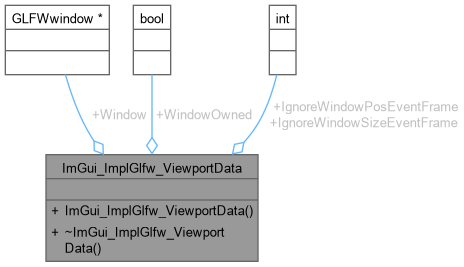 GLFWwindow *
bool
int
+Window
+WindowOwned
+IgnoreWindowPosEventFrame
+IgnoreWindowSizeEventFrame
ImGui_ImplGlfw_ViewportData
+ ImGui_ImplGlfw_ViewportData()
+ ~ImGui_ImplGlfw_Viewport
Data()